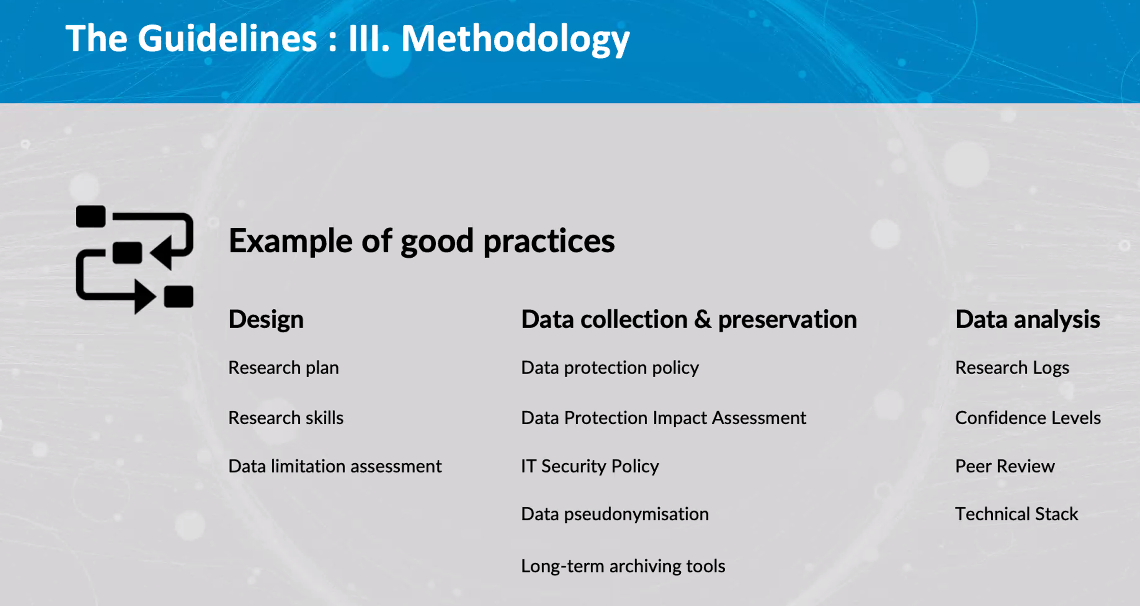 The Guidelines : III. Methodology
Example of good practices
Design
Research plan
Research skills
Data limitation assessment
Data collection & preservation
Data protection policy
Data Protection Impact Assessment
IT Security Policy
Data pseudonymisation
Long-term archiving tools
Data analysis
Research Logs
Confidence Levels
Peer Review
Technical Stack